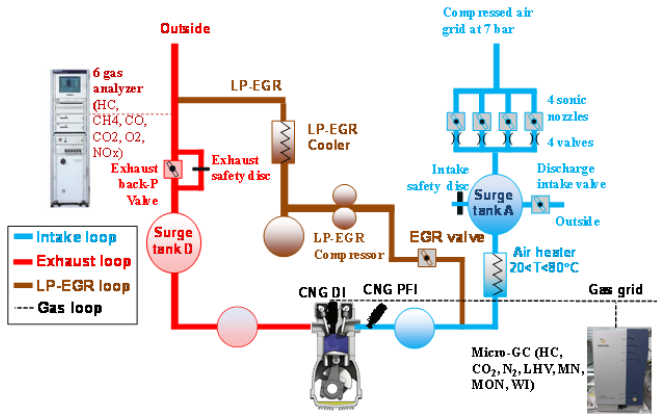 Outside
Compressed air
grid at 7 bar
6 gas
analyzer
(HC,
CH4, CO,
CO2, O2,
NOx)
LP-EGR
4 sonic
nozzles
4 valves
LP-EGR
Cooler
Exhaust
safety disc
Exhaust
back-P
Valve
Intake
safety disc
Discharge
intake valve
Surge
tank A
Outside
Surge
tank D
LP-EGR
Compressor
EGR valve
Air heater
20<T<80°C
Intake loop
Exhaust loop
LP-EGR loop
Gas loop
CNG DI
CNG PFI
Gas grid
Micro-GC (HC,
CO2, N2, LHV, MN,
MON, WI)